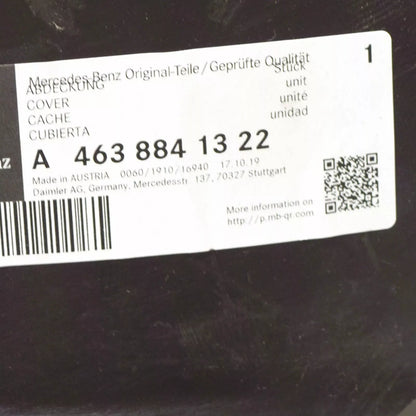 Mercedes-Benz Original-Teile / Geprüfte Qualität
1
ABDECKUNG Stück
COVER unit
CACHE unité
CUBIERTA unidad
A 463 884 13 22
Made in AUSTRIA 0060/1910/16940 17.10.19
Daimler AG, Germany, Mercedesstr. 137, 70327 Stuttgart
More information on
http://p.mb-qr.com